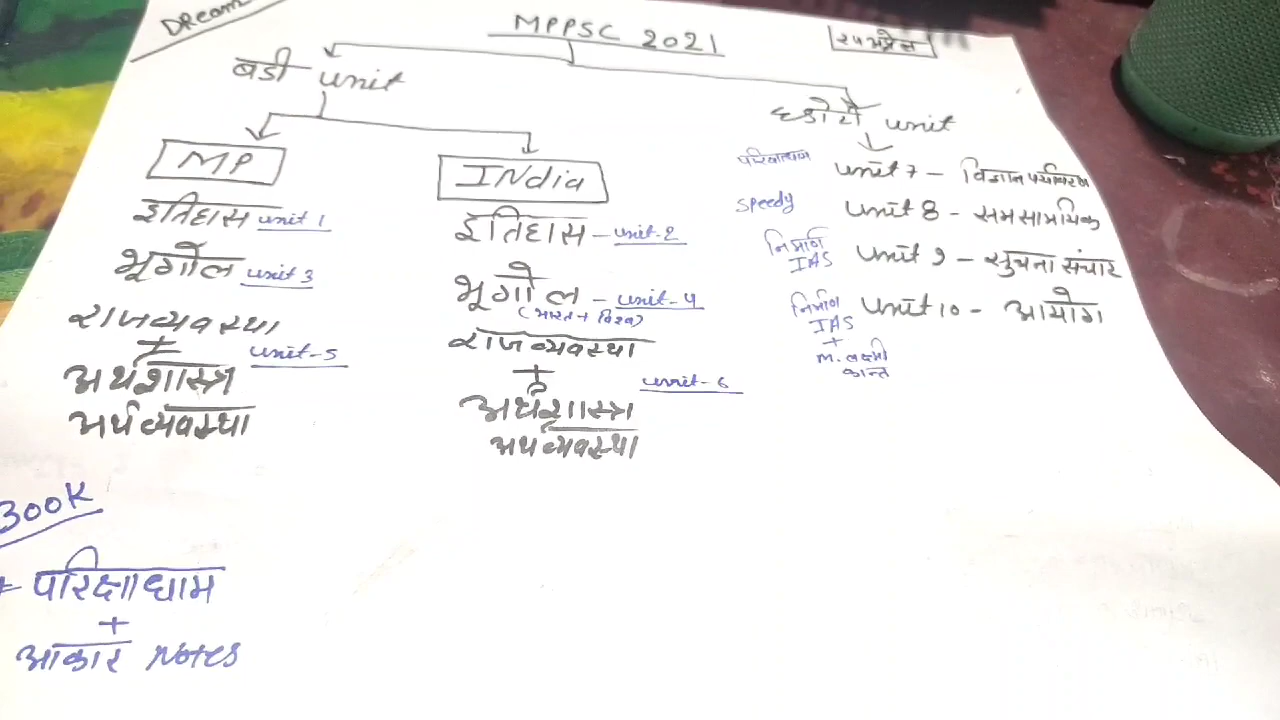 DReam
MPPSC 2021
२५ अप्रैल
बडी unit
MP
इतिहास unit 1
भूगोल unit 3
राजव्यवस्था
+
unit-5
अर्थशास्त्र
अर्थव्यवस्था
INdia
इतिहास - unit-2
भूगोल - unit-4
(भारत + विश्व)
राजव्यवस्था
+
unit-6
अर्थशास्त्र
अर्थव्यवस्था
unit
unit 7 - विज्ञान पर्यावरण
speedy unit 8 - समसामयिक
निर्माण IAS unit 9 - सुचना संचार
निर्माण IAS unit 10 - आयोग
+
M. लक्ष्मी
कान्त
Book
परिक्षाधाम
+
आकार Notes